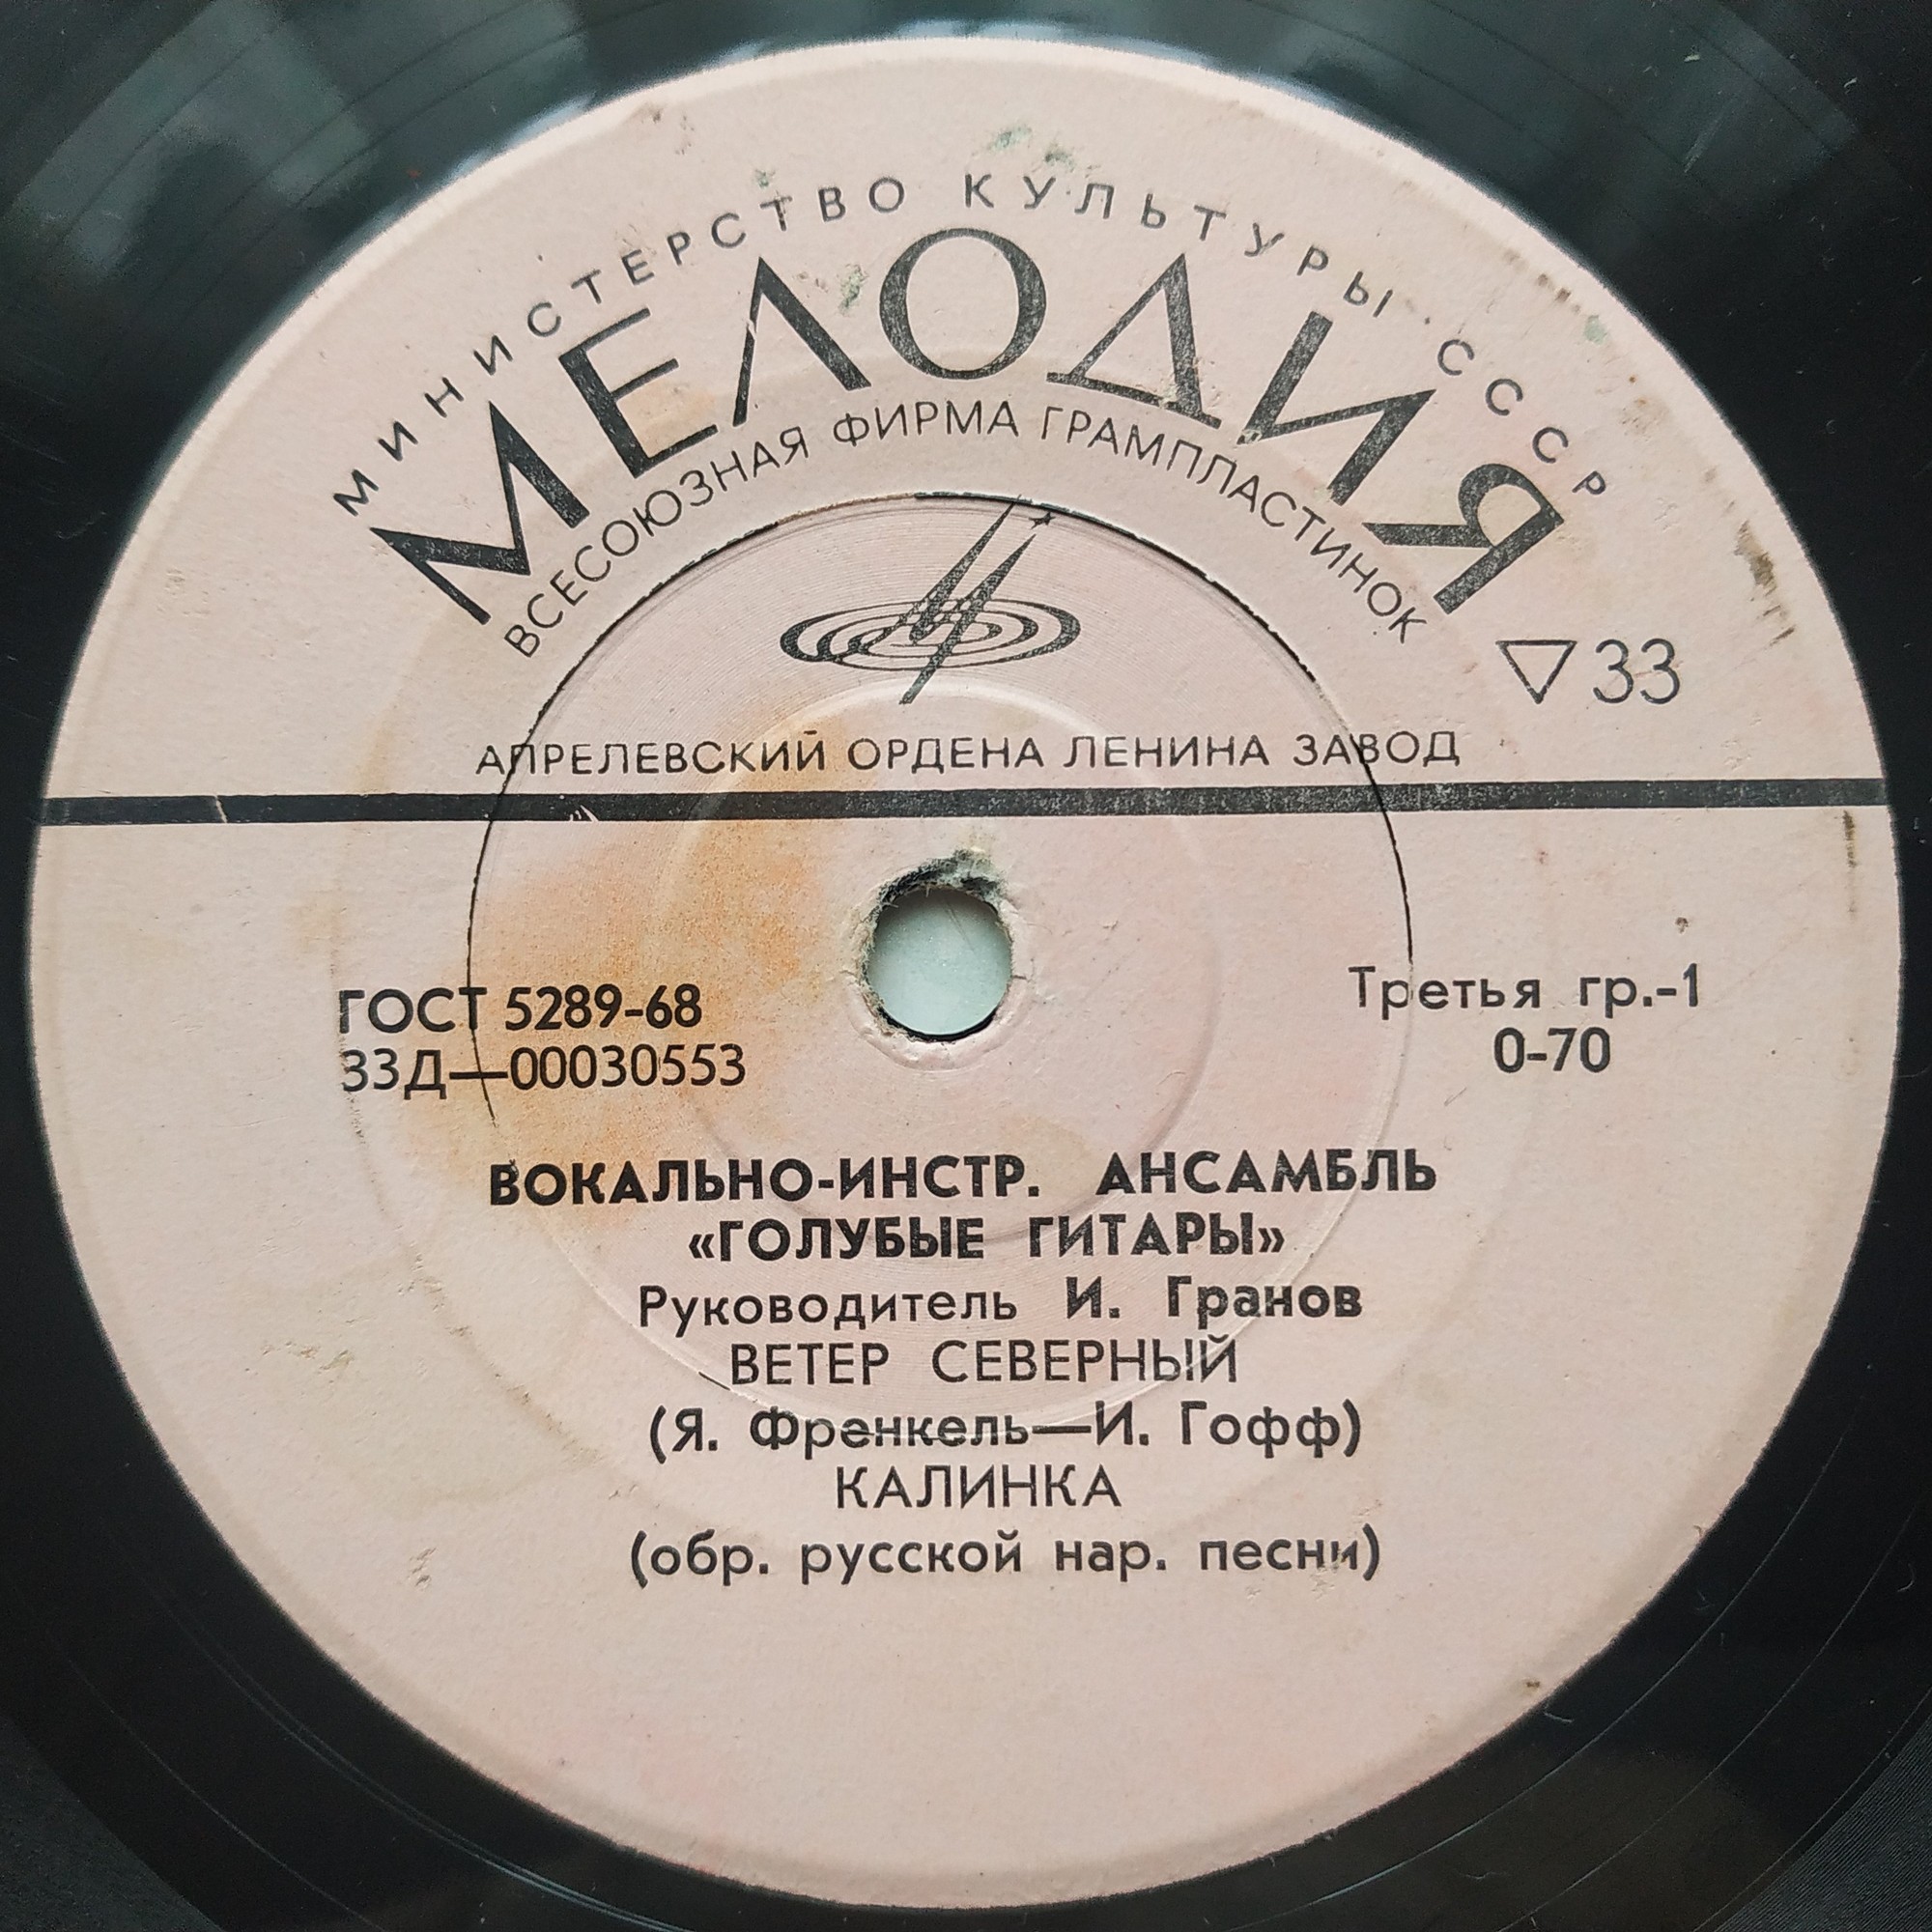 МИНИСТЕРСТВО КУЛЬТУРЫ СССР
МЕЛОДИЯ
ВСЕСОЮЗНАЯ ФИРМА ГРАМПЛАСТИНОК
▽33
АПРЕЛЕВСКИЙ ОРДЕНА ЛЕНИНА ЗАВОД
ГОСТ 5289-68
33Д—00030553
Третья гр.-1
0-70
ВОКАЛЬНО-ИНСТР. АНСАМБЛЬ
«ГОЛУБЫЕ ГИТАРЫ»
Руководитель И. Гранов
ВЕТЕР СЕВЕРНЫЙ
(Я. Френкель—И. Гофф)
КАЛИНКА
(обр. русской нар. песни)